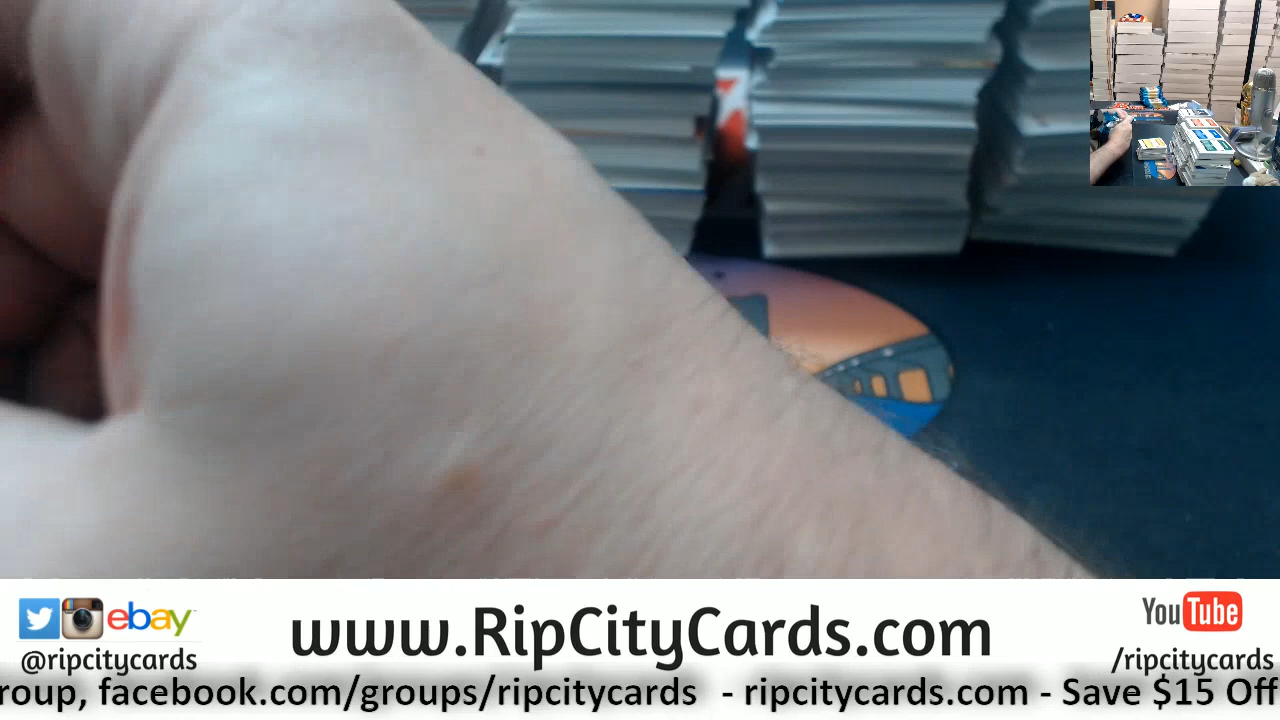 www.RipCityCards.com
ebay
@ripcitycards
YouTube
/ripcitycards
roup, facebook.com/groups/ripcitycards - ripcitycards.com - Save $15 Off